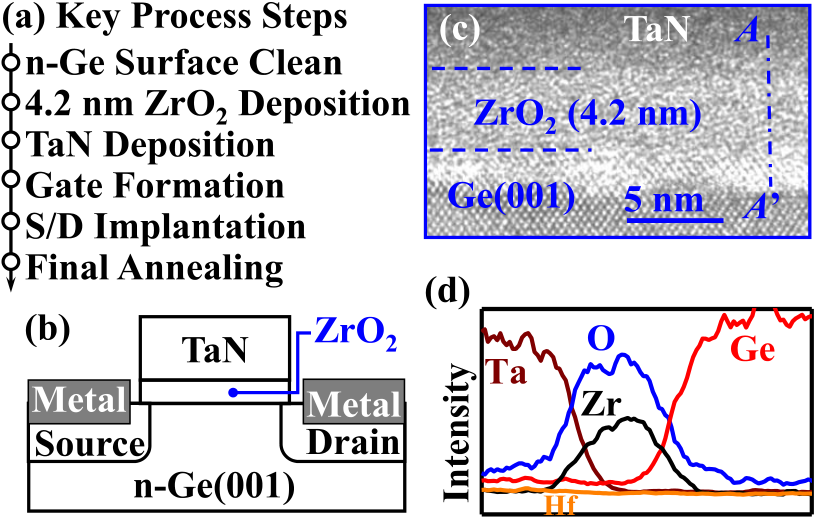 (a) Key Process Steps
n-Ge Surface Clean
4.2 nm ZrO₂ Deposition
TaN Deposition
Gate Formation
S/D Implantation
Final Annealing
(b)
TaN
ZrO₂
Metal
Metal
Source
Drain
n-Ge(001)
(c)
TaN
A
ZrO₂ (4.2 nm)
Ge(001)
5 nm
A’
(d)
Intensity
Ta
O
Zr
Ge
Hf